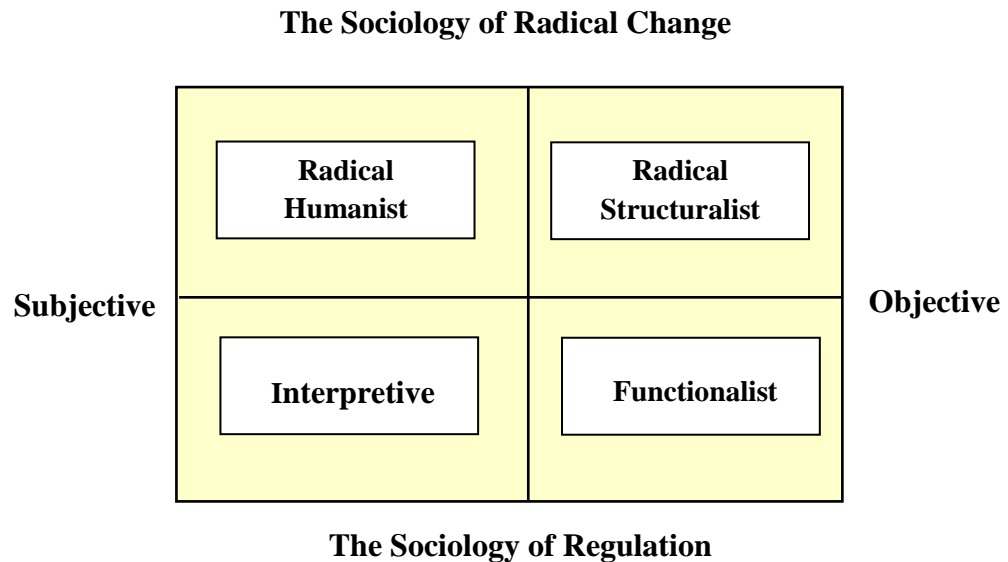 The Sociology of Radical Change
Radical
Humanist
Radical
Structuralist
Subjective
Objective
Interpretive
Functionalist
The Sociology of Regulation